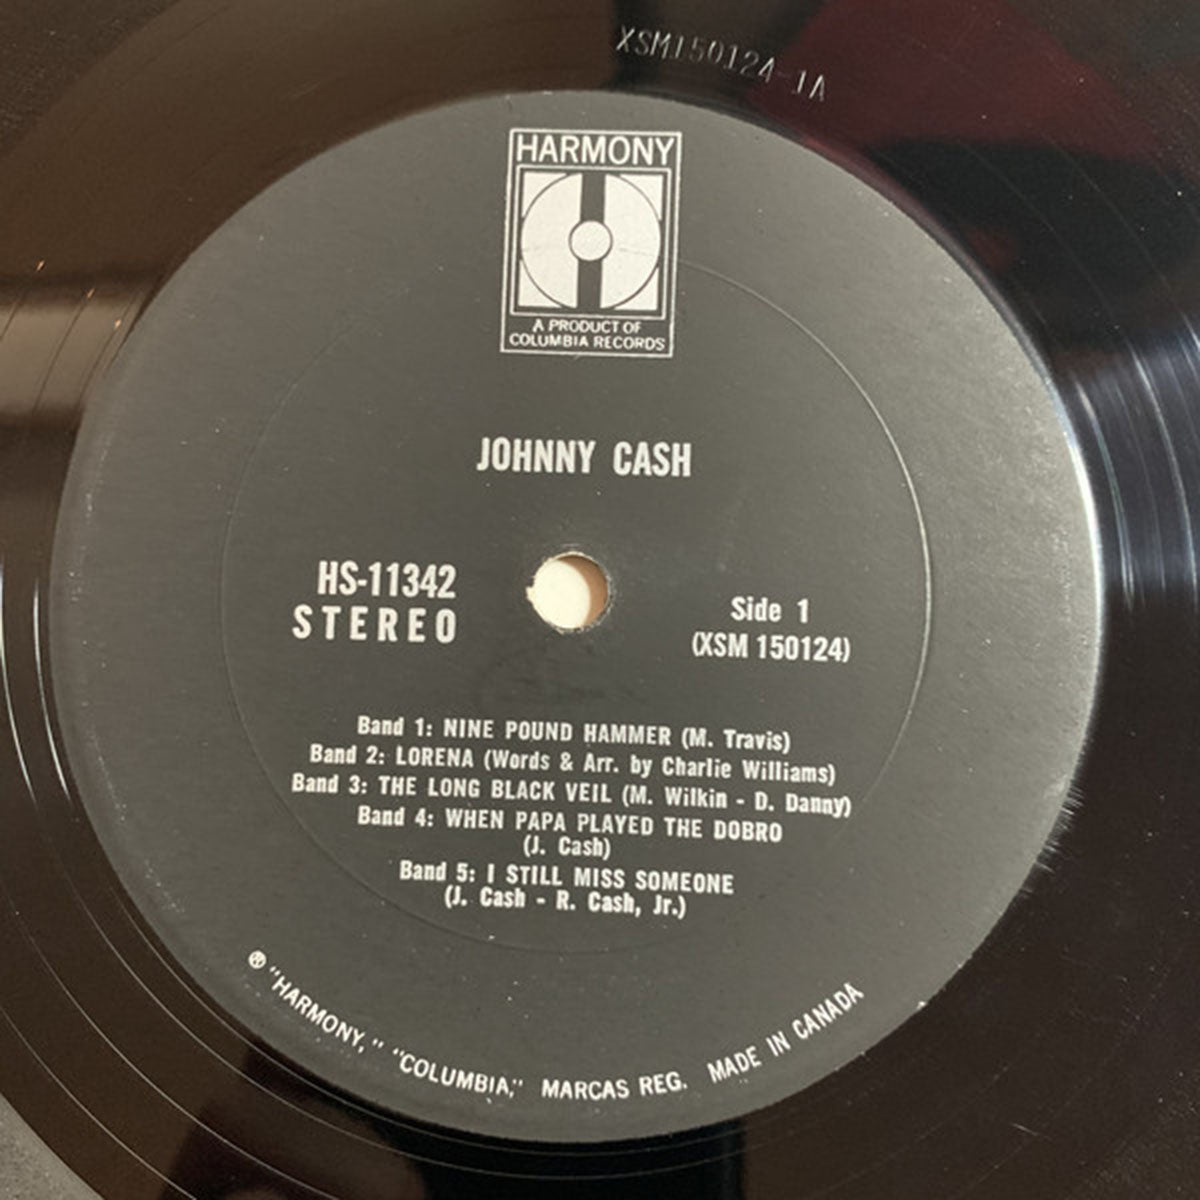 XSM150124-1A
HARMONY
A PRODUCT OF
COLUMBIA RECORDS
JOHNNY CASH
HS-11342
STEREO
Side 1
(XSM 150124)
Band 1: NINE POUND HAMMER (M. Travis)
Band 2: LORENA (Words & Arr. by Charlie Williams)
Band 3: THE LONG BLACK VEIL (M. Wilkin - D. Danny)
Band 4: WHEN PAPA PLAYED THE DOBRO
(J. Cash)
Band 5: I STILL MISS SOMEONE
(J. Cash - R. Cash, Jr.)
® "HARMONY," "COLUMBIA," MARCAS REG. MADE IN CANADA